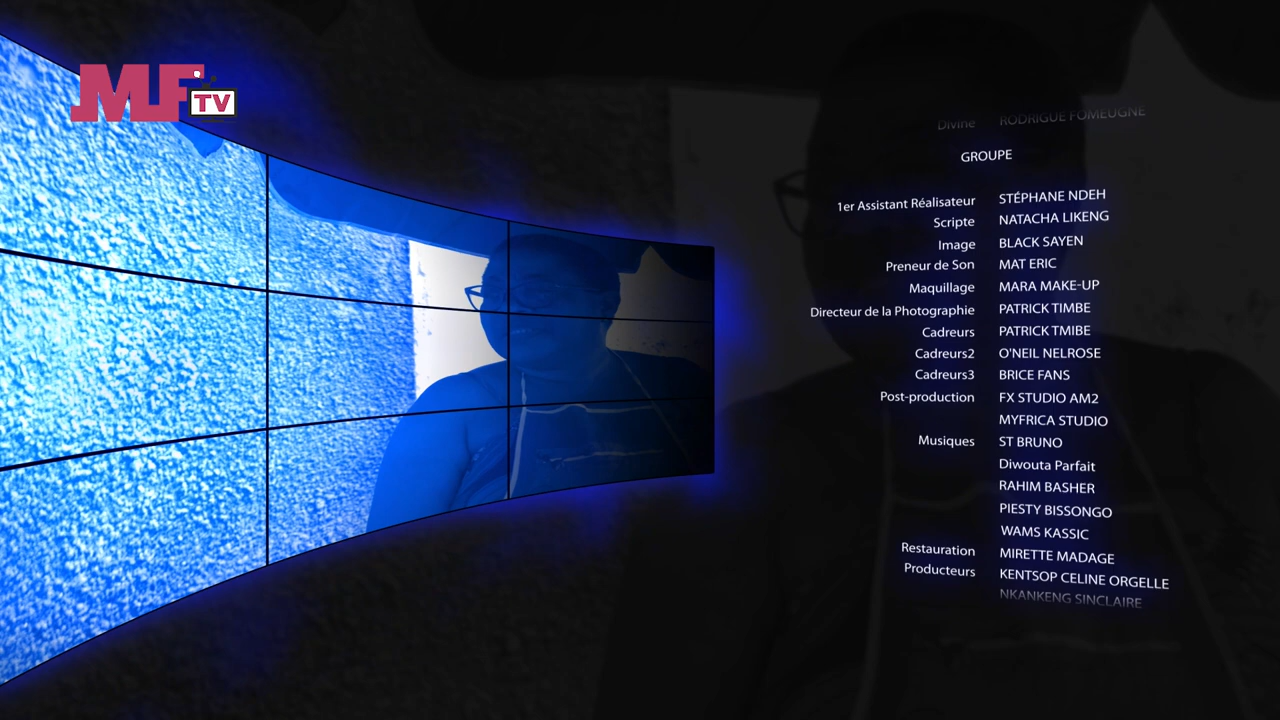 MF TV
Divine RODRIGUE FOMEUGNE
GROUPE
1er Assistant Réalisateur STÉPHANE NDEH
Scripte NATACHA LIKENG
Image BLACK SAYEN
Preneur de Son MAT ERIC
Maquillage MARA MAKE-UP
Directeur de la Photographie PATRICK TIMBE
Cadreurs PATRICK TMIBE
Cadreurs2 O'NEIL NELROSE
Cadreurs3 BRICE FANS
Post-production FX STUDIO AM2
MYFRICA STUDIO
Musiques ST BRUNO
Diwouta Parfait
RAHIM BASHER
PIESTY BISSONGO
WAMS KASSIC
Restauration MIRETTE MADAGE
Producteurs KENTSOP CELINE ORGELLE
NKANKENG SINCLAIRE